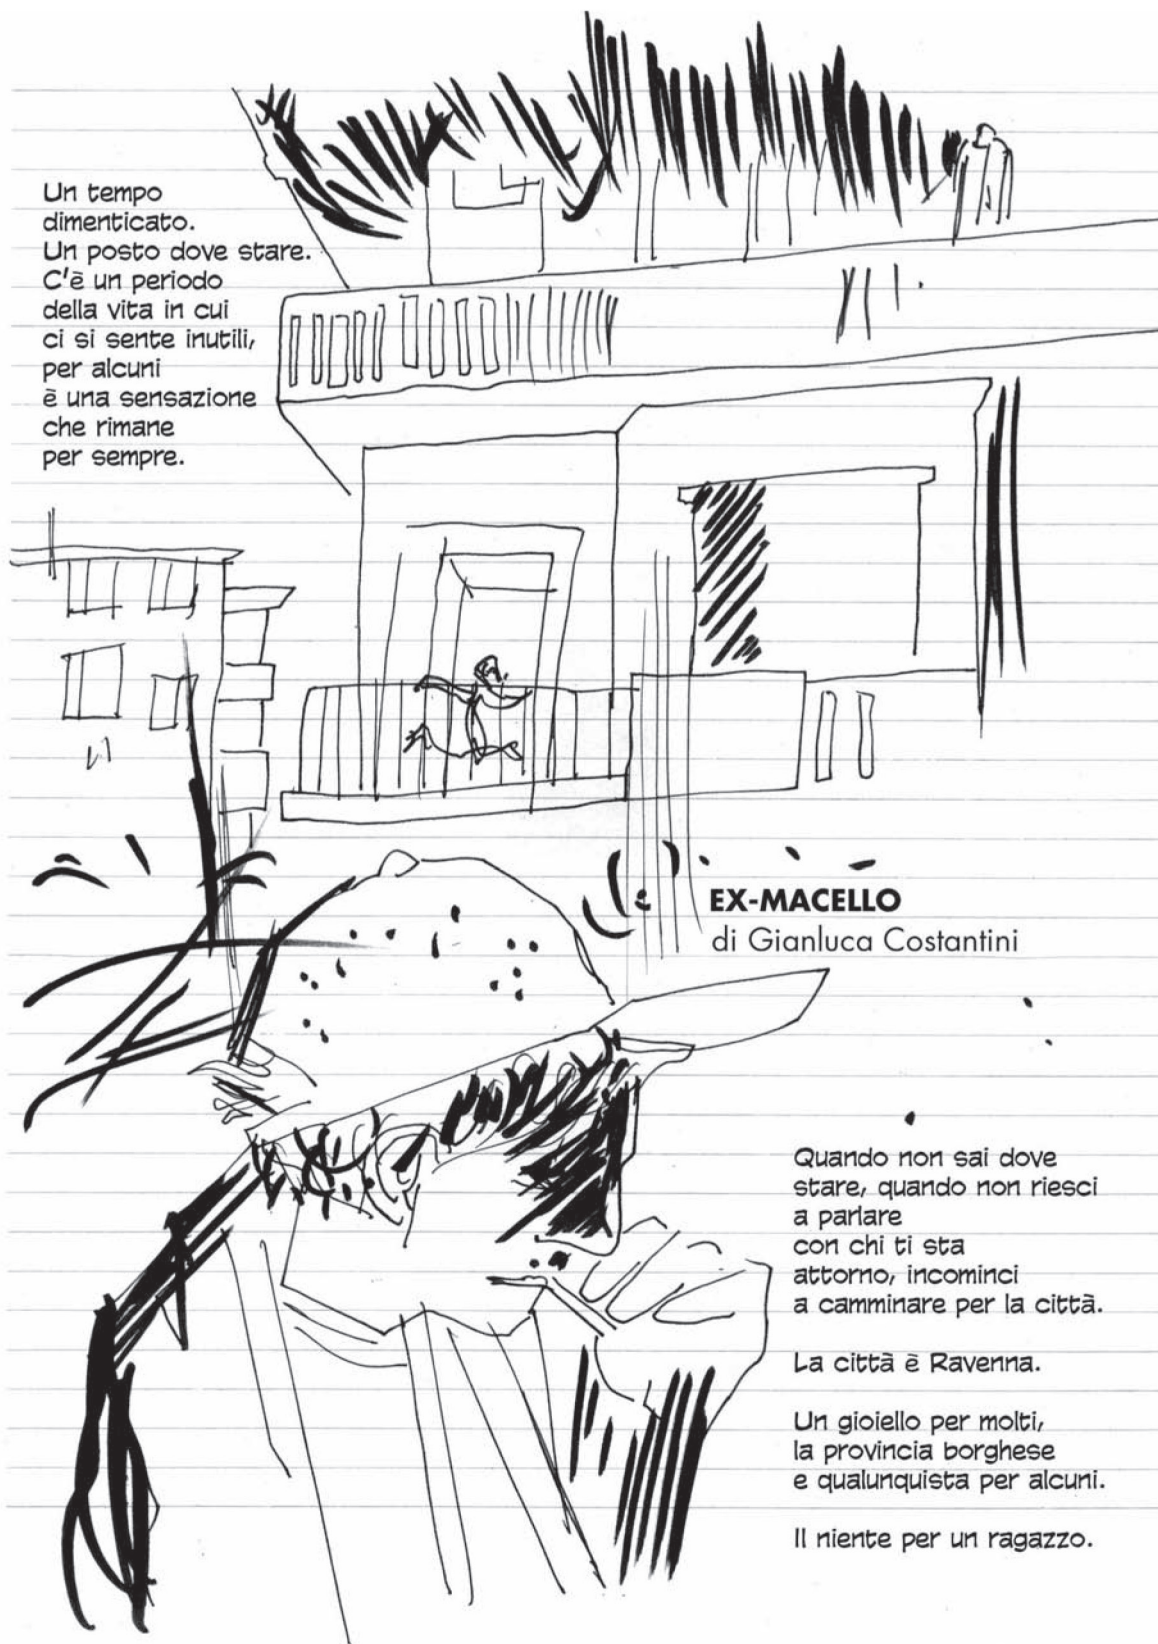 Un tempo
dimenticato.
Un posto dove stare.
C'è un periodo
della vita in cui
ci si sente inutili,
per alcuni
è una sensazione
che rimane
per sempre.
EX-MACELLO
di Gianluca Costantini
Quando non sai dove
stare, quando non riesci
a parlare
con chi ti sta
attorno, incominci
a camminare per la città.
La città è Ravenna.
Un gioiello per molti,
la provincia borghese
e qualunquista per alcuni.
Il niente per un ragazzo.